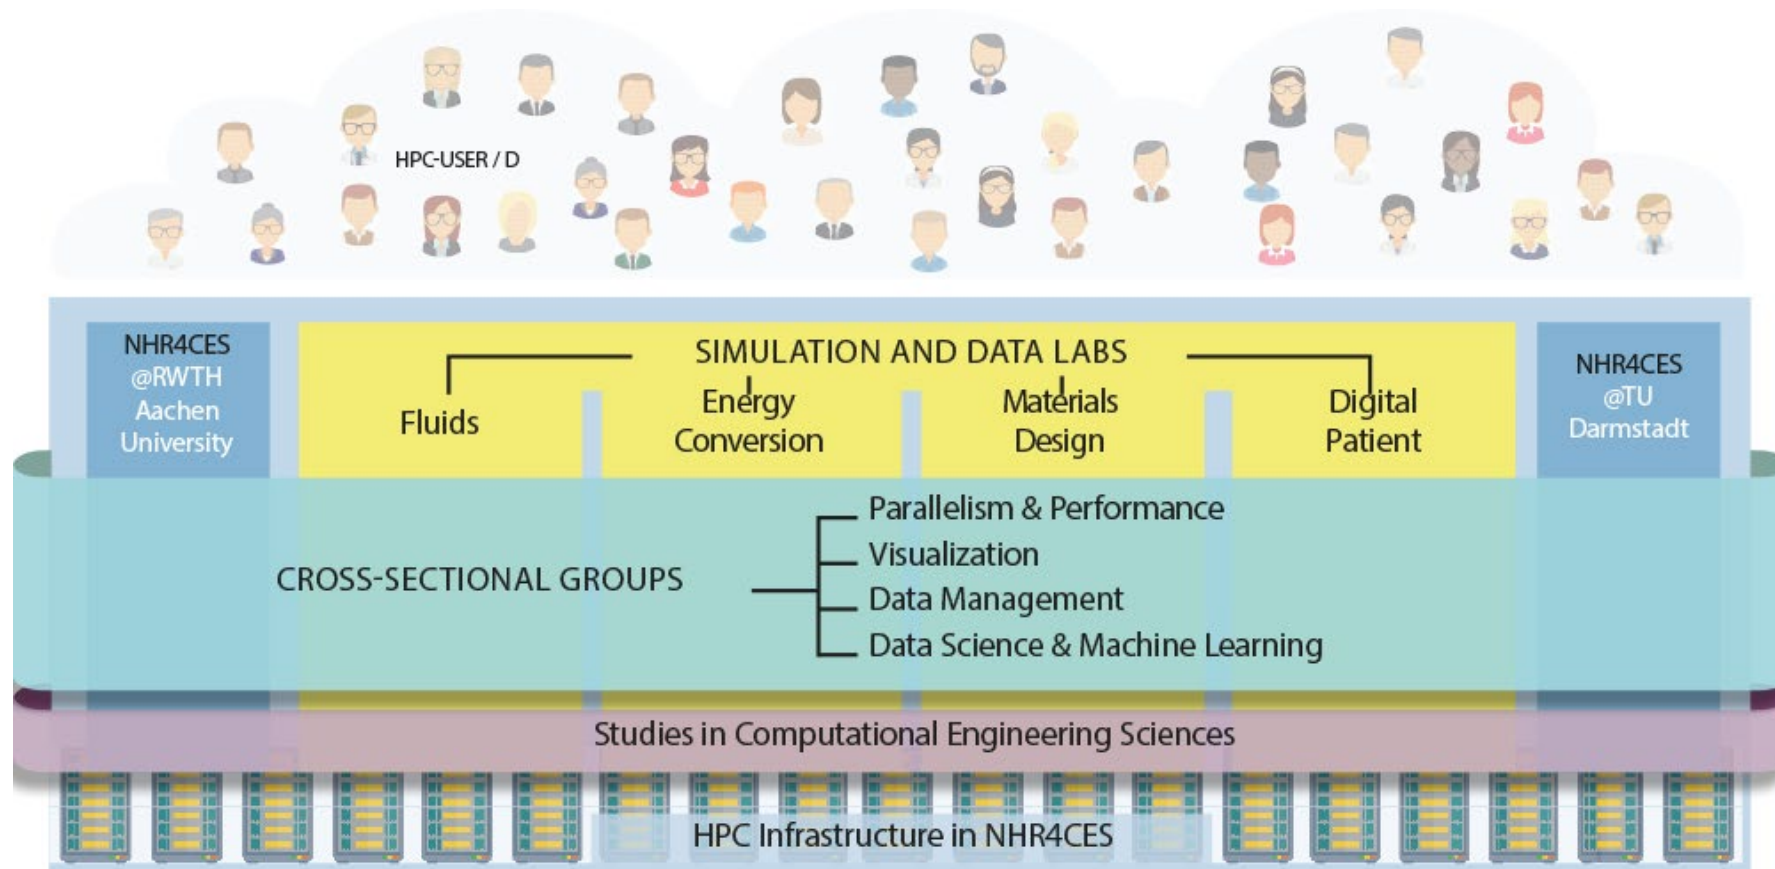 HPC-USER / D
NHR4CES
@RWTH
Aachen
University
SIMULATION AND DATA LABS
Fluids
Energy
Conversion
Materials
Design
Digital
Patient
NHR4CES
@TU
Darmstadt
CROSS-SECTIONAL GROUPS
Parallelism & Performance
Visualization
Data Management
Data Science & Machine Learning
Studies in Computational Engineering Sciences
HPC Infrastructure in NHR4CES